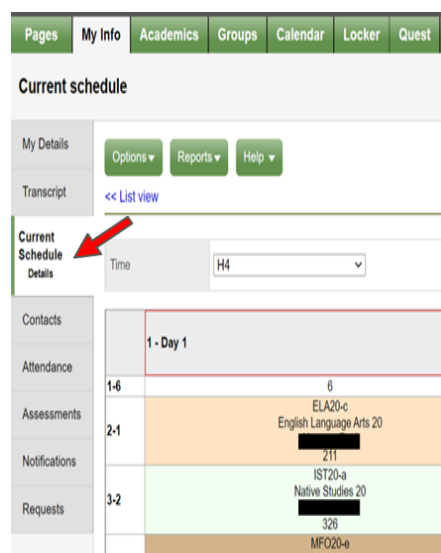 Pages My Info Academics Groups Calendar Locker Quest
Current schedule
My Details
Options▾ Reports▾ Help ▾
Transcript
<< List view
Current
Schedule
Details
Time H4
Contacts
1 - Day 1
Attendance
1-6 6
Assessments
2-1
ELA20-c
English Language Arts 20
211
Notifications
3-2
IST20-a
Native Studies 20
326
Requests
MFO20-e